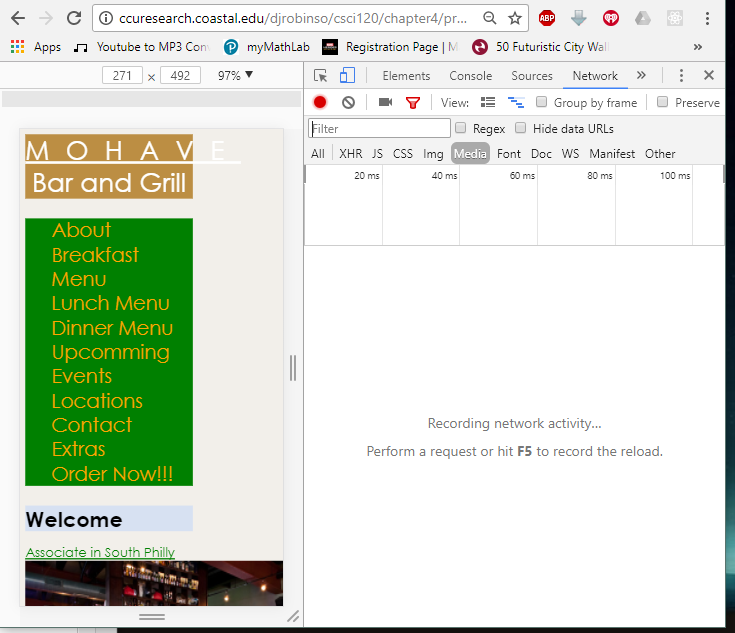 ccuresearch.coastal.edu/djrobinso/csci120/chapter4/pr...
ABP
Apps Youtube to MP3 Con myMathLab Registration Page | M 50 Futuristic City Wall »
271 × 492 97% ▼
Elements Console Sources Network »
View: Group by frame Preserve
Filter Regex Hide data URLs
All XHR JS CSS Img Media Font Doc WS Manifest Other
20 ms 40 ms 60 ms 80 ms 100 ms
MOHAVE
Bar and Grill
About
Breakfast
Menu
Lunch Menu
Dinner Menu
Upcomming
Events
Locations
Contact
Extras
Order Now!!!
Welcome
Associate in South Philly
Recording network activity...
Perform a request or hit F5 to record the reload.